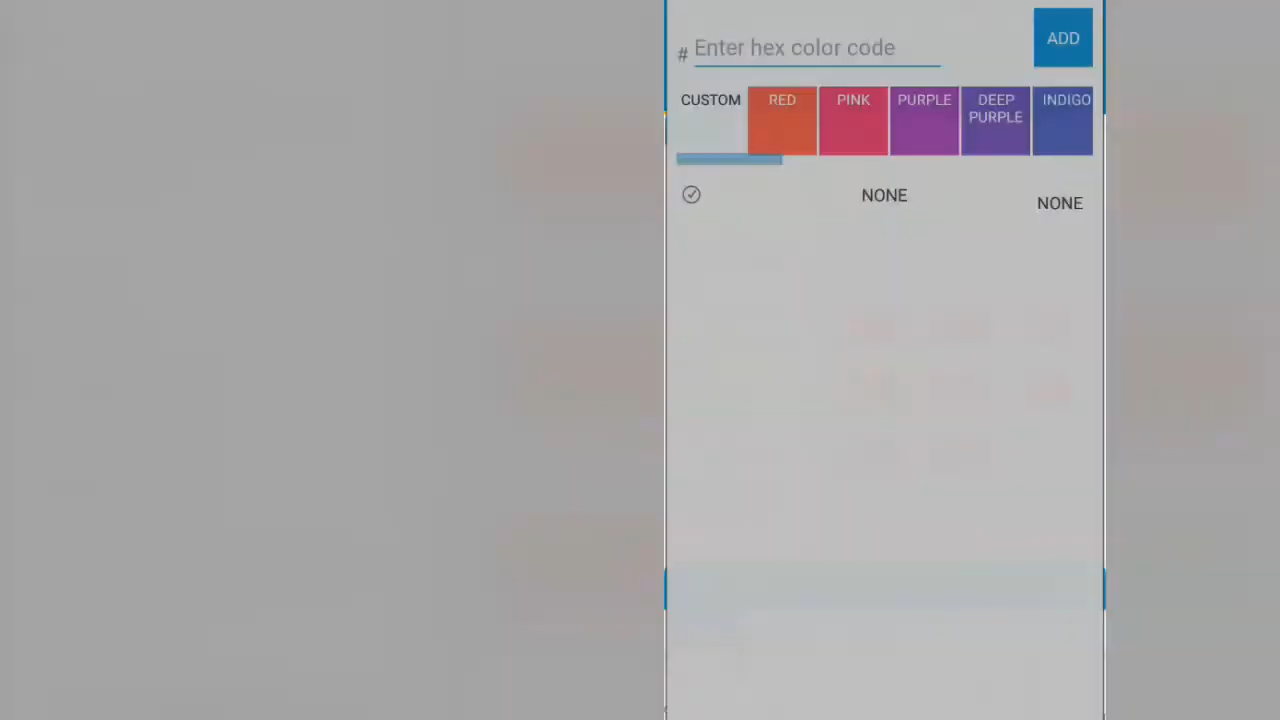 # Enter hex color code
ADD
CUSTOM
RED
PINK
PURPLE
DEEP
PURPLE
INDIGO
NONE
NONE